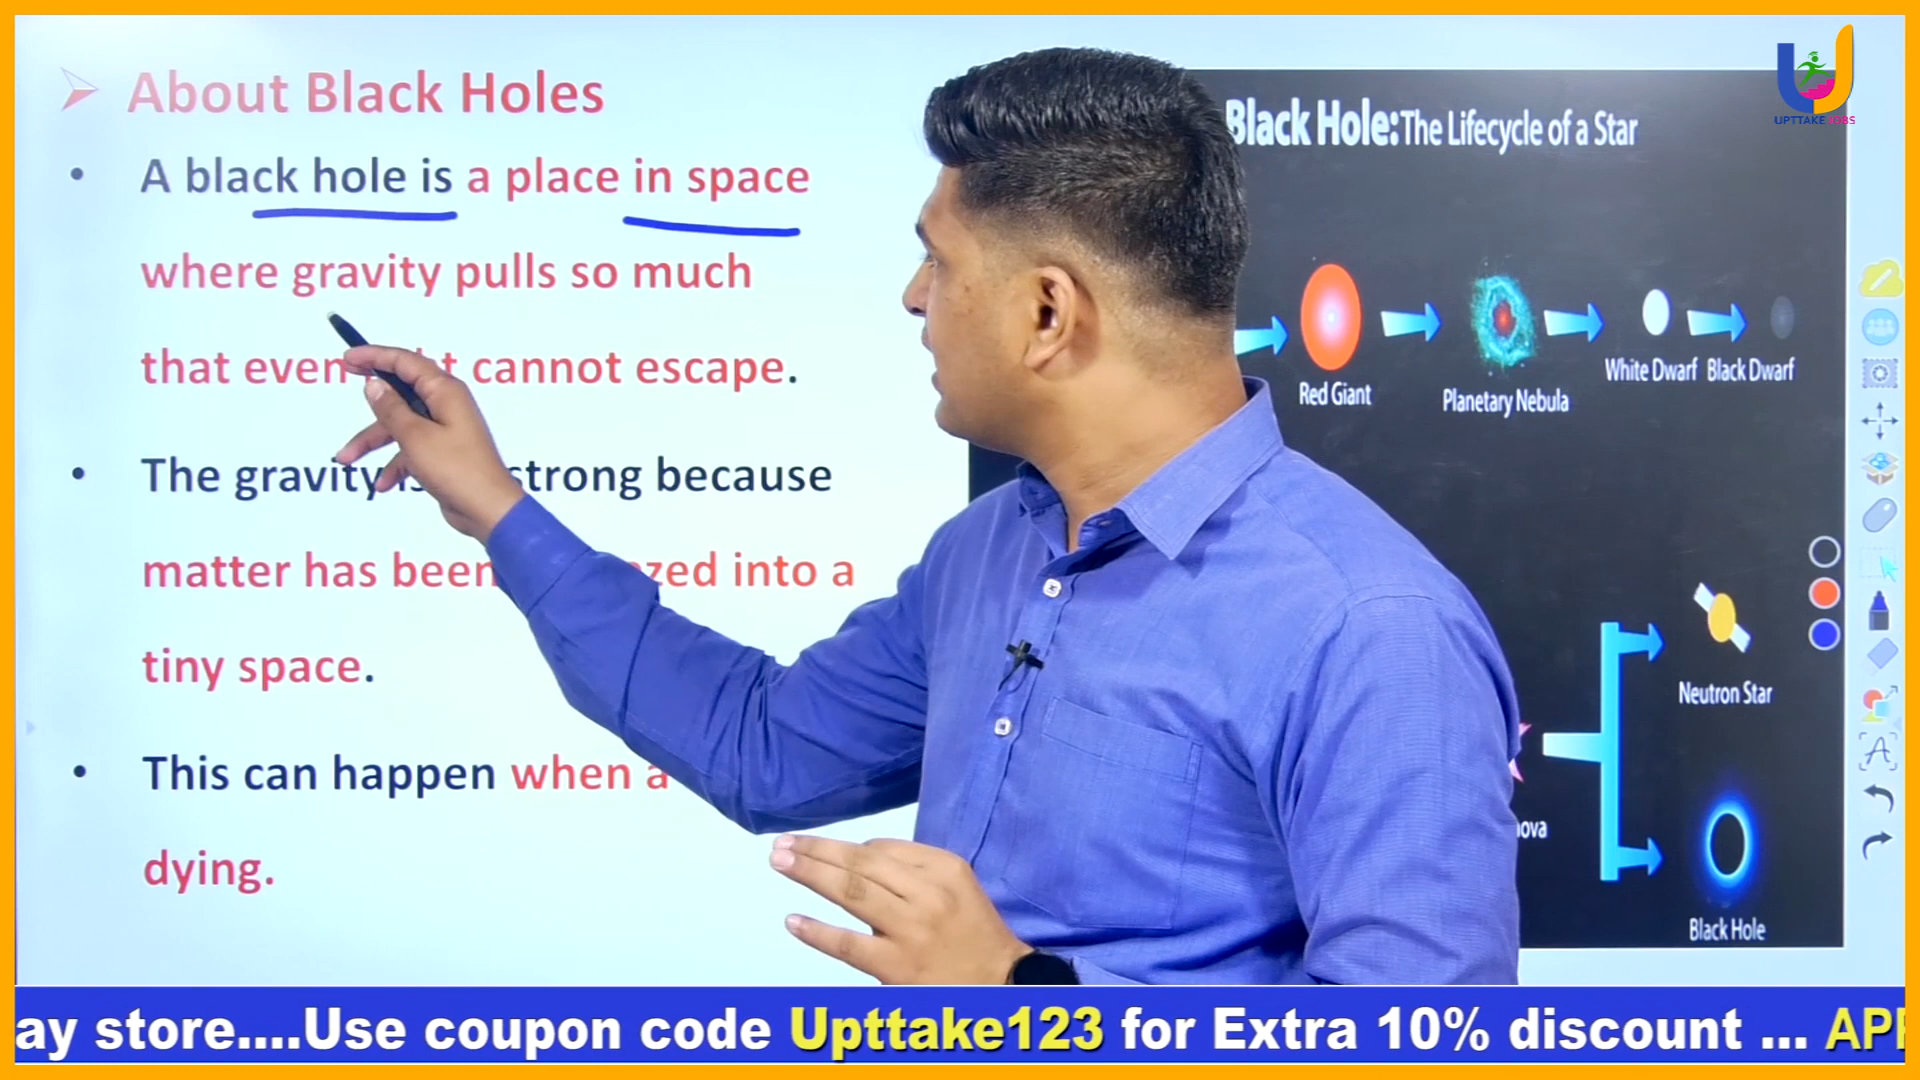 About Black Holes
• A black hole is a place in space
where gravity pulls so much
that even cannot escape.
• The gravity is strong because
matter has been into a
tiny space.
• This can happen when a
dying.
Black Hole: The Lifecycle of a Star
Red Giant
Planetary Nebula
White Dwarf
Black Dwarf
Neutron Star
Black Hole
UPTTAKE JOBS
ay store....Use coupon code Upttake123 for Extra 10% discount ... AP